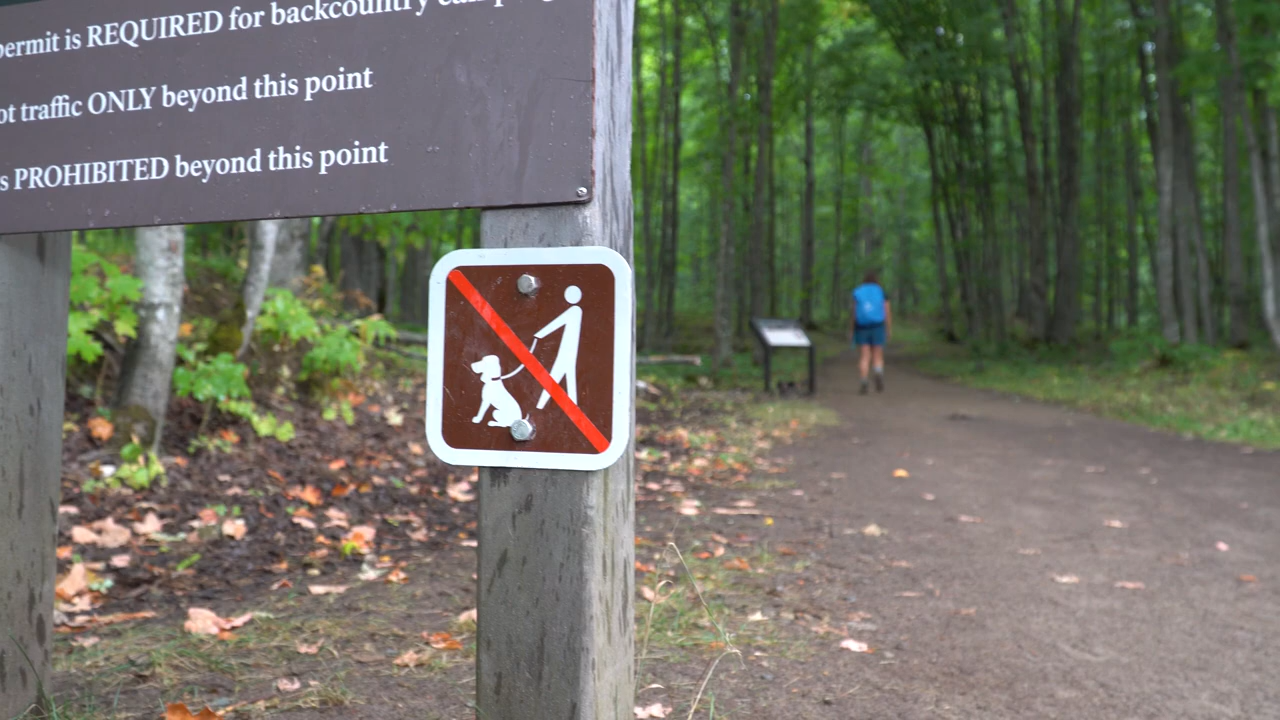 permit is REQUIRED for backcountry
ot traffic ONLY beyond this point
s PROHIBITED beyond this point